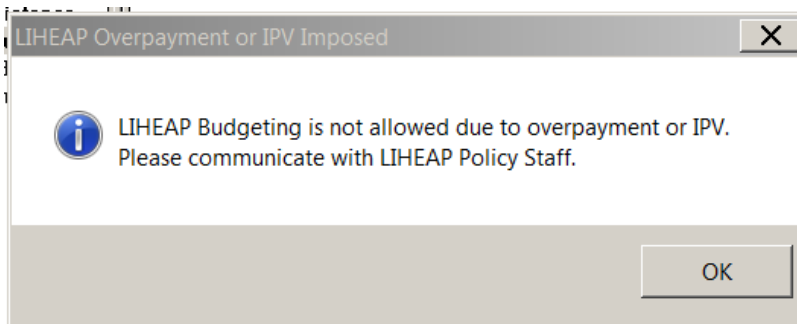 LIHEAP Overpayment or IPV Imposed
LIHEAP Budgeting is not allowed due to overpayment or IPV.
Please communicate with LIHEAP Policy Staff.
OK